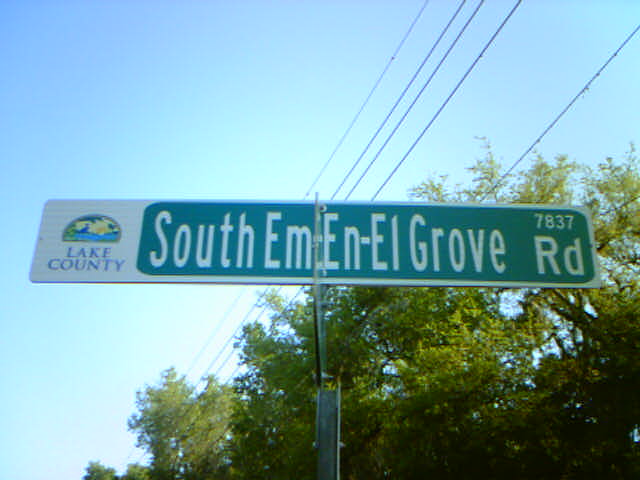 LAKE
COUNTY
South Em-En-El Grove Rd
7837